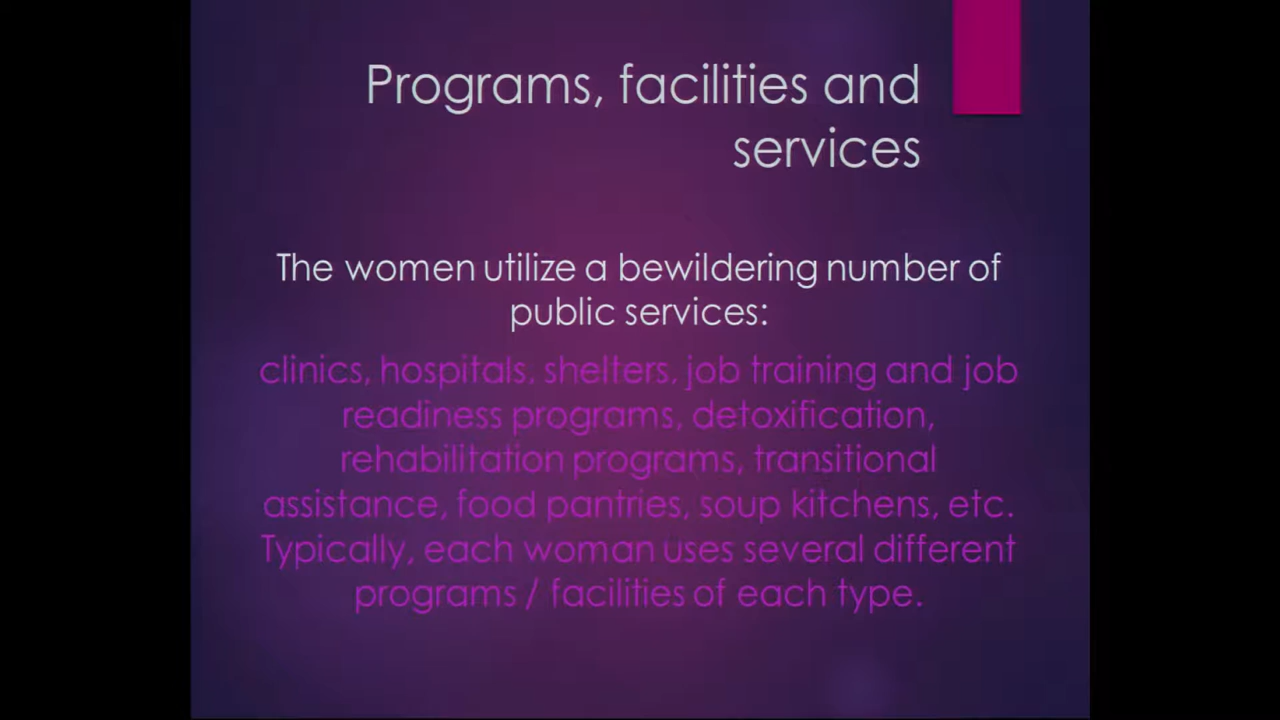 Programs, facilities and
services
The women utilize a bewildering number of
public services:
clinics, hospitals, shelters, job training and job
readiness programs, detoxification,
rehabilitation programs, transitional
assistance, food pantries, soup kitchens, etc.
Typically, each woman uses several different
programs / facilities of each type.